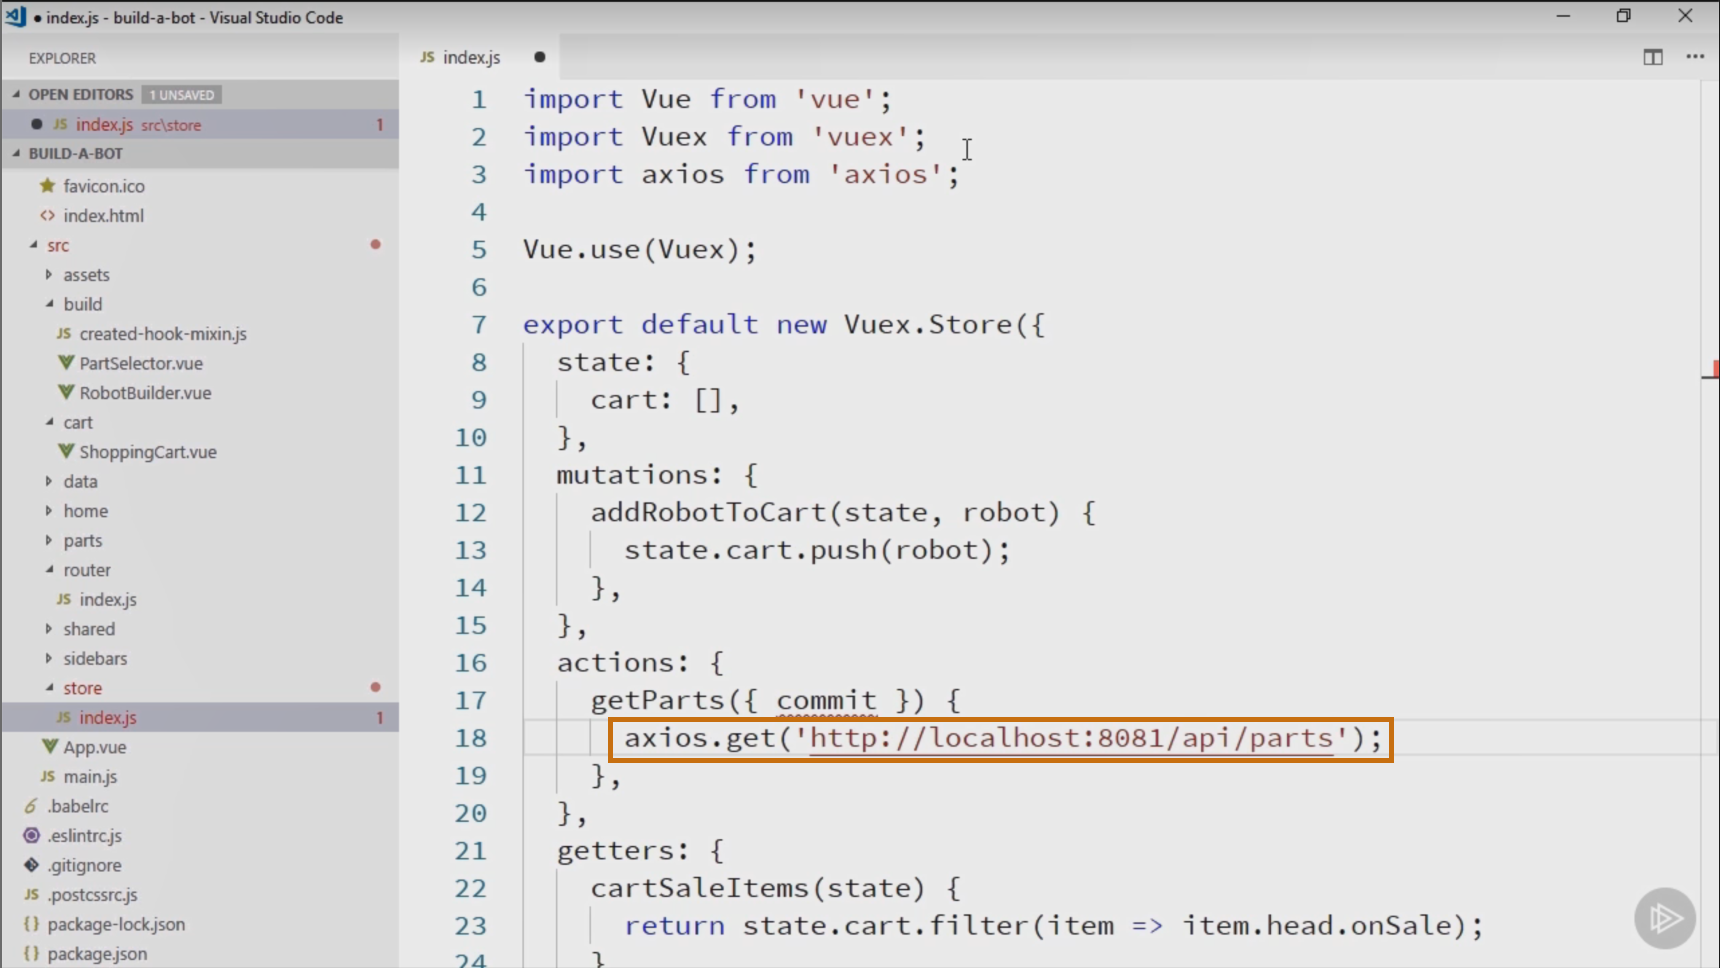 ● index.js - build-a-bot - Visual Studio Code
EXPLORER
OPEN EDITORS 1 UNSAVED
JS index.js src\store 1
BUILD-A-BOT
favicon.ico
<> index.html
src
assets
build
JS created-hook-mixin.js
PartSelector.vue
RobotBuilder.vue
cart
ShoppingCart.vue
data
home
parts
router
JS index.js
shared
sidebars
store
JS index.js 1
App.vue
JS main.js
.babelrc
.eslintrc.js
.gitignore
JS .postcssrc.js
{} package-lock.json
{} package.json
JS index.js ●
1 import Vue from 'vue';
2 import Vuex from 'vuex';
3 import axios from 'axios';
4
5 Vue.use(Vuex);
6
7 export default new Vuex.Store({
8 state: {
9 cart: [],
10 },
11 mutations: {
12 addRobotToCart(state, robot) {
13 state.cart.push(robot);
14 },
15 },
16 actions: {
17 getParts({ commit }) {
18 axios.get('http://localhost:8081/api/parts');
19 },
20 },
21 getters: {
22 cartSaleItems(state) {
23 return state.cart.filter(item => item.head.onSale);
24 }